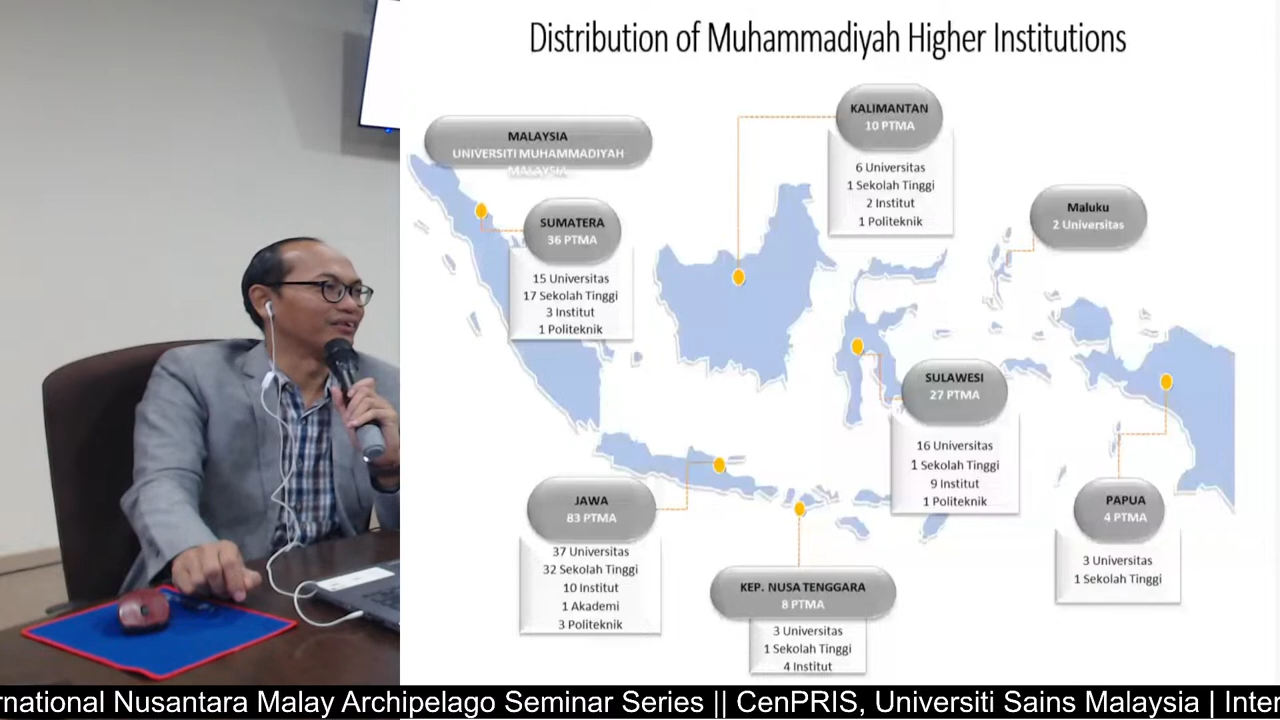 Distribution of Muhammadiyah Higher Institutions
MALAYSIA
UNIVERSITI MUHAMMADIYAH
MALAYSIA
KALIMANTAN
10 PTMA
6 Universitas
1 Sekolah Tinggi
2 Institut
1 Politeknik
Maluku
2 Universitas
SUMATERA
36 PTMA
15 Universitas
17 Sekolah Tinggi
3 Institut
1 Politeknik
SULAWESI
27 PTMA
16 Universitas
1 Sekolah Tinggi
9 Institut
1 Politeknik
JAWA
83 PTMA
37 Universitas
32 Sekolah Tinggi
10 Institut
1 Akademi
3 Politeknik
KEP. NUSA TENGGARA
8 PTMA
3 Universitas
1 Sekolah Tinggi
4 Institut
PAPUA
4 PTMA
3 Universitas
1 Sekolah Tinggi
rnational Nusantara Malay Archipelago Seminar Series || CenPRIS, Universiti Sains Malaysia | Inter